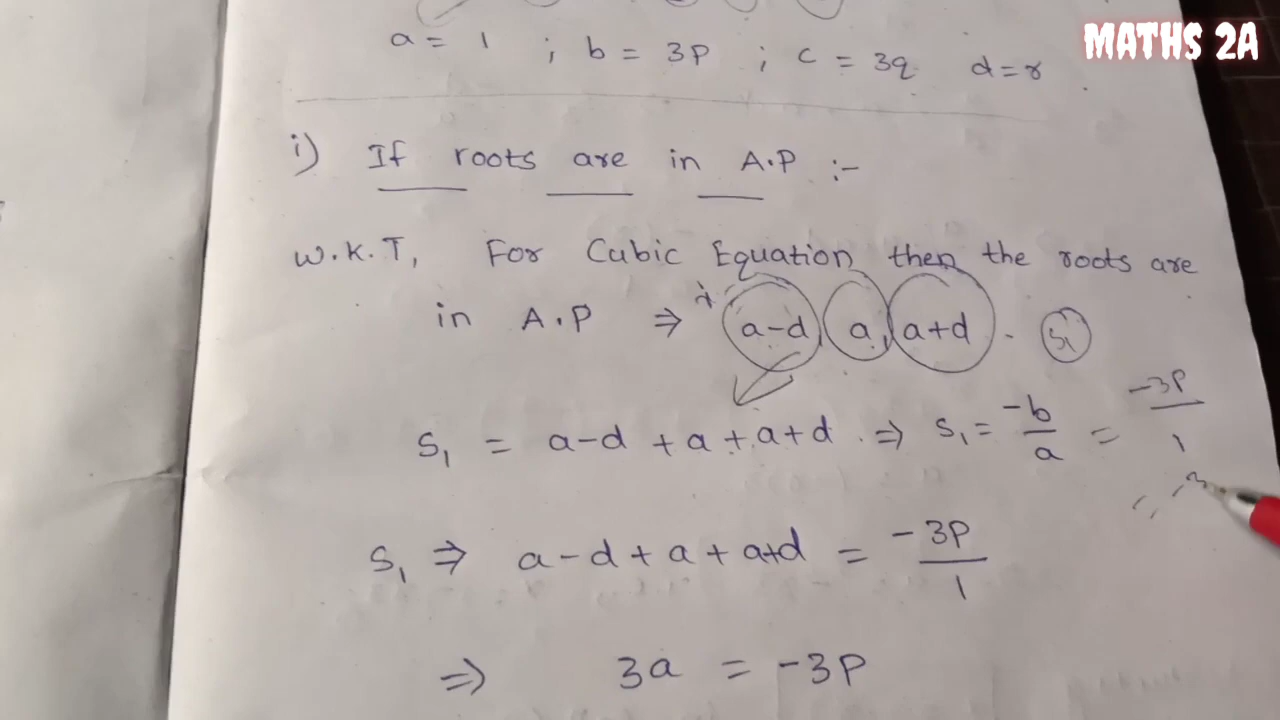 MATHS 2A
a = 1 ; b = 3p ; c = 3q d = r
i) If roots are in A.P :-
W.K.T, For Cubic Equation then the roots are
in A.P ⇒ a-d, a, a+d. S₁
S₁ = a-d + a + a+d. ⇒ S₁ = -b/a = -3p/1
S₁ ⇒ a-d + a + a+d = -3p/1
⇒ 3a = -3p